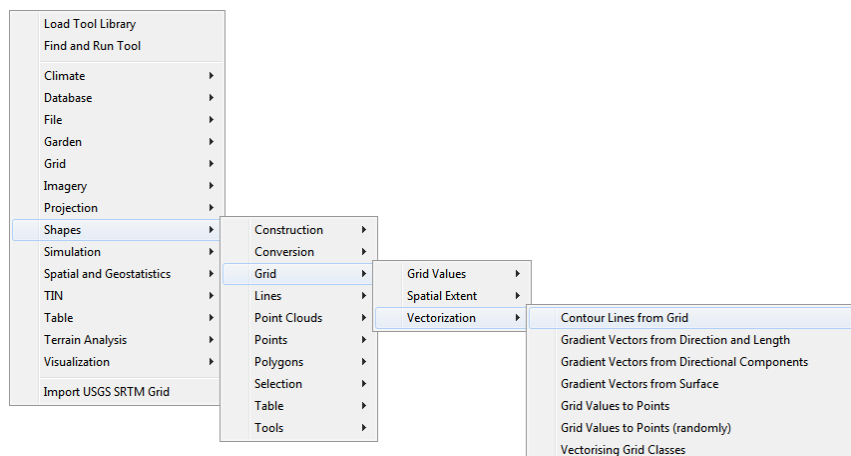 Load Tool Library
Find and Run Tool
Climate
Database
File
Garden
Grid
Imagery
Projection
Shapes
Simulation
Spatial and Geostatistics
TIN
Table
Terrain Analysis
Visualization
Import USGS SRTM Grid
Construction
Conversion
Grid
Lines
Point Clouds
Points
Polygons
Selection
Table
Tools
Grid Values
Spatial Extent
Vectorization
Contour Lines from Grid
Gradient Vectors from Direction and Length
Gradient Vectors from Directional Components
Gradient Vectors from Surface
Grid Values to Points
Grid Values to Points (randomly)
Vectorising Grid Classes